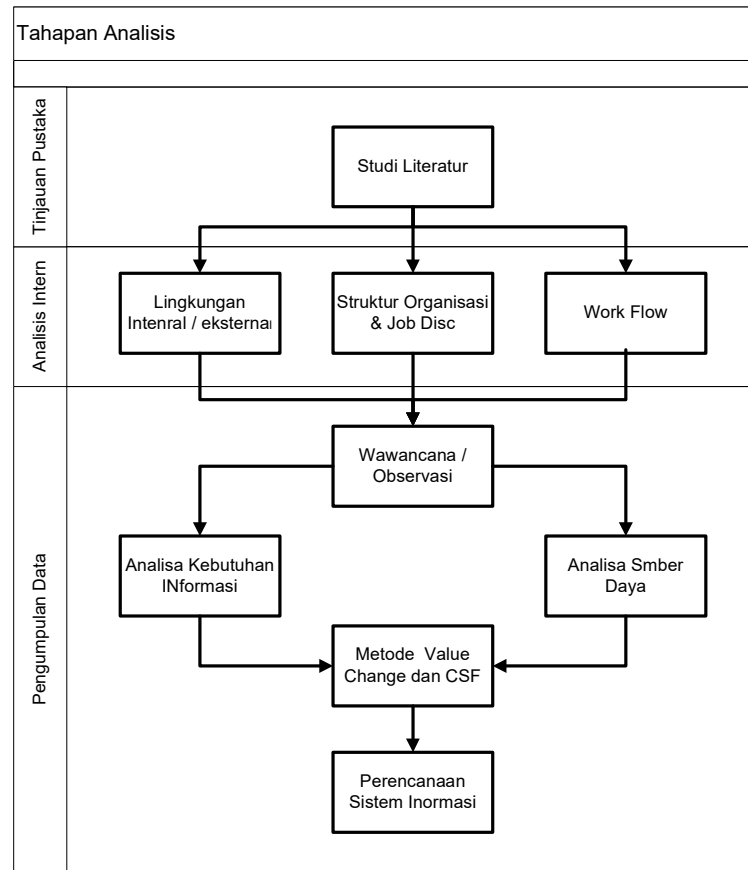 Tahapan Analisis
Tinjauan Pustaka
Studi Literatur
Analisis Intern
Lingkungan
Intenral / eksterna
Struktur Organisasi
& Job Disc
Work Flow
Pengumpulan Data
Wawancana /
Observasi
Analisa Kebutuhan
INformasi
Analisa Smber
Daya
Metode Value
Change dan CSF
Perencanaan
Sistem Inormasi